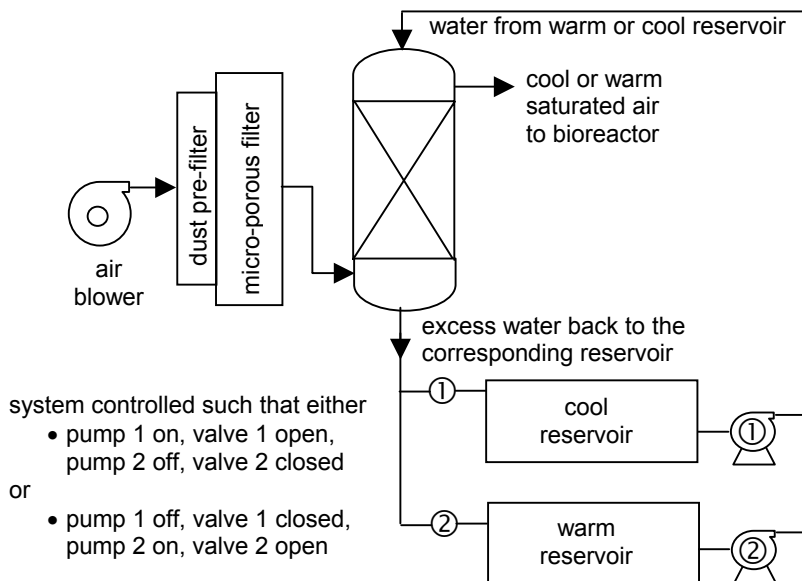 water from warm or cool reservoir
cool or warm
saturated air
to bioreactor
dust pre-filter
micro-porous filter
air
blower
excess water back to the
corresponding reservoir
①
cool
reservoir
①
②
warm
reservoir
②
system controlled such that either
• pump 1 on, valve 1 open,
pump 2 off, valve 2 closed
or
• pump 1 off, valve 1 closed,
pump 2 on, valve 2 open